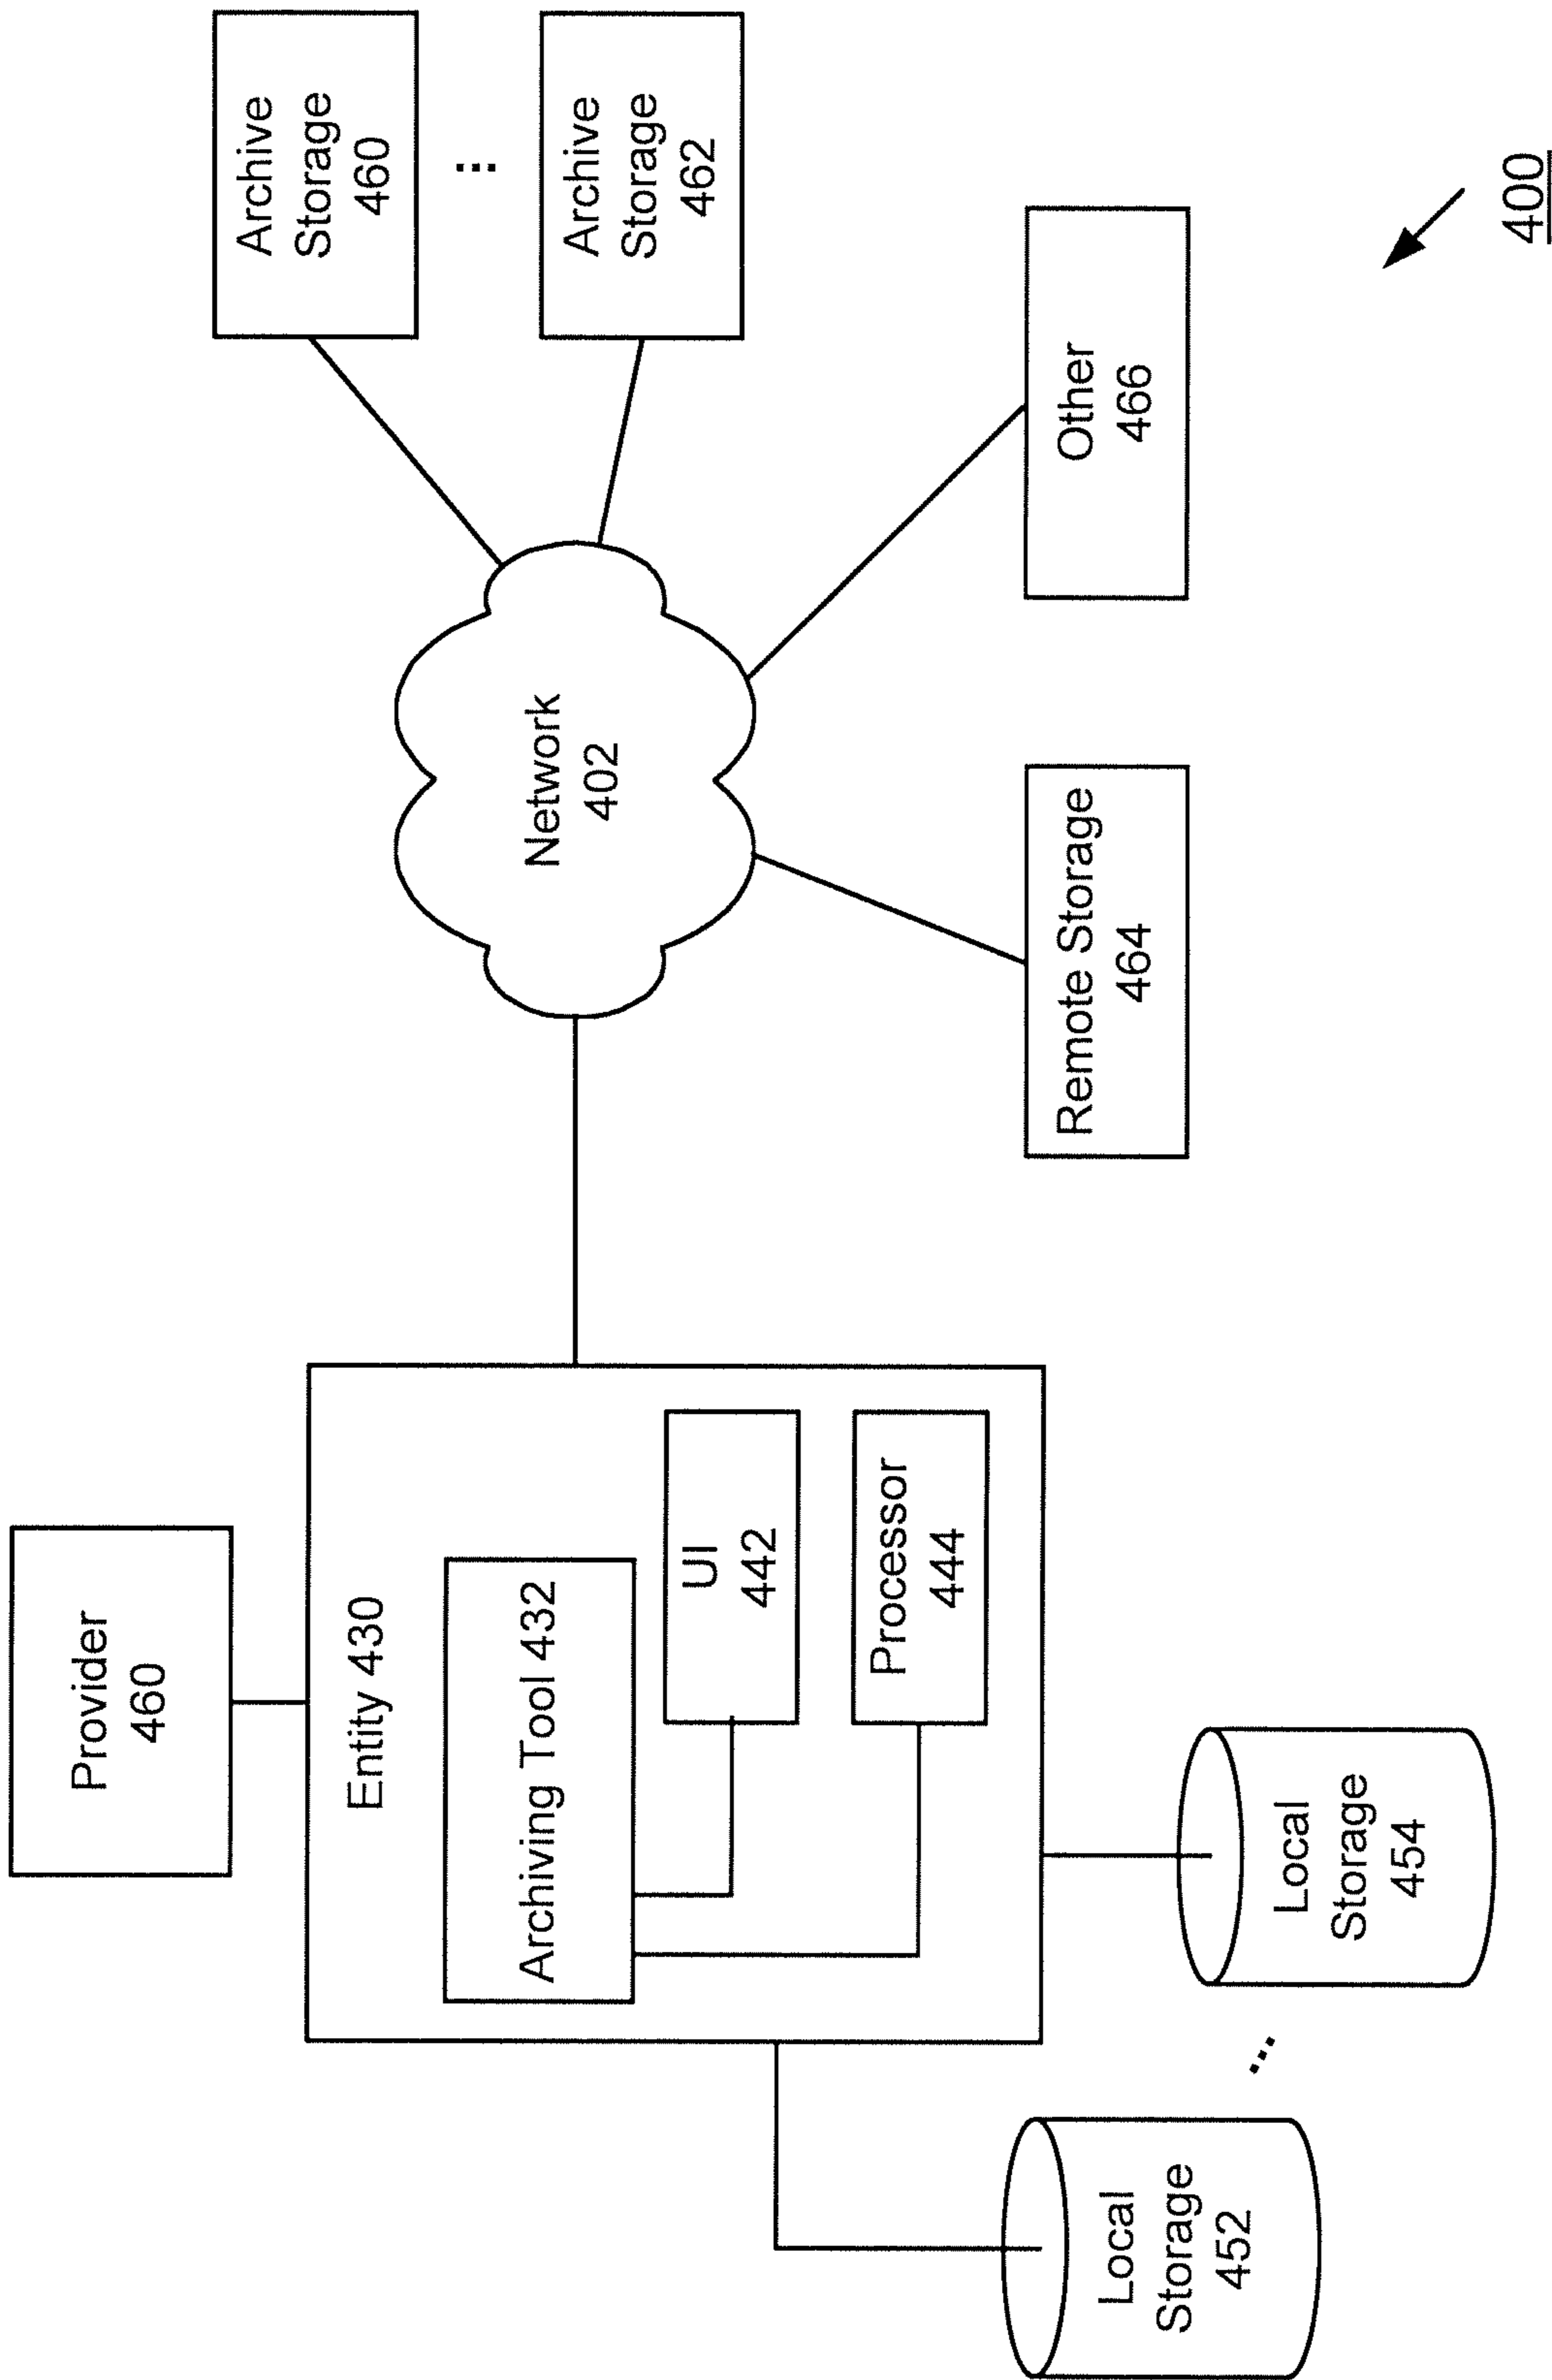 Provider
460
Entity 430
Archiving Tool 432
UI
442
Processor
444
Local
Storage
452
...
Local
Storage
454
Network
402
Archive
Storage
460
...
Archive
Storage
462
Remote Storage
464
Other
466
400